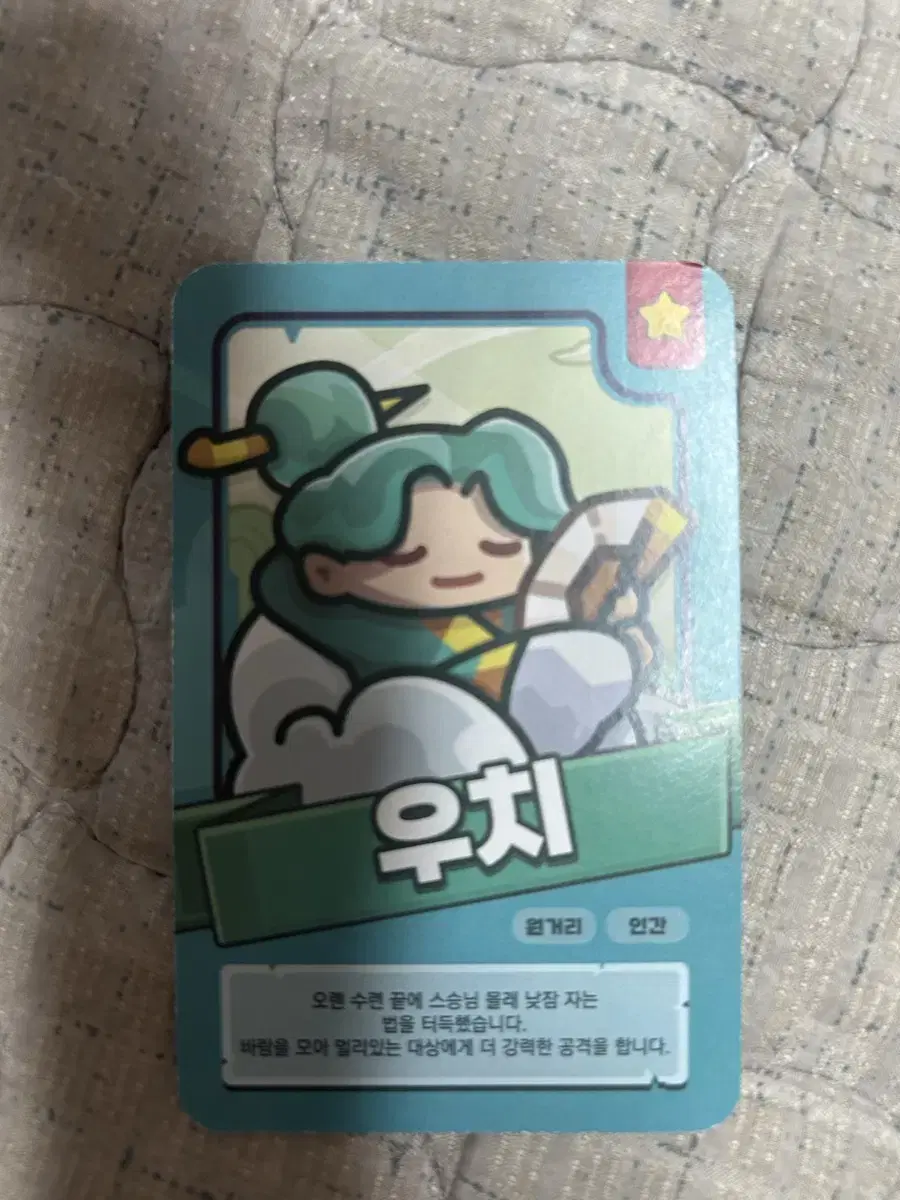 우치
원거리 인간
오랜 수련 끝에 스승님 몰래 낮잠 자는
법을 터득했습니다.
바람을 모아 멀리있는 대상에게 더 강력한 공격을 합니다.